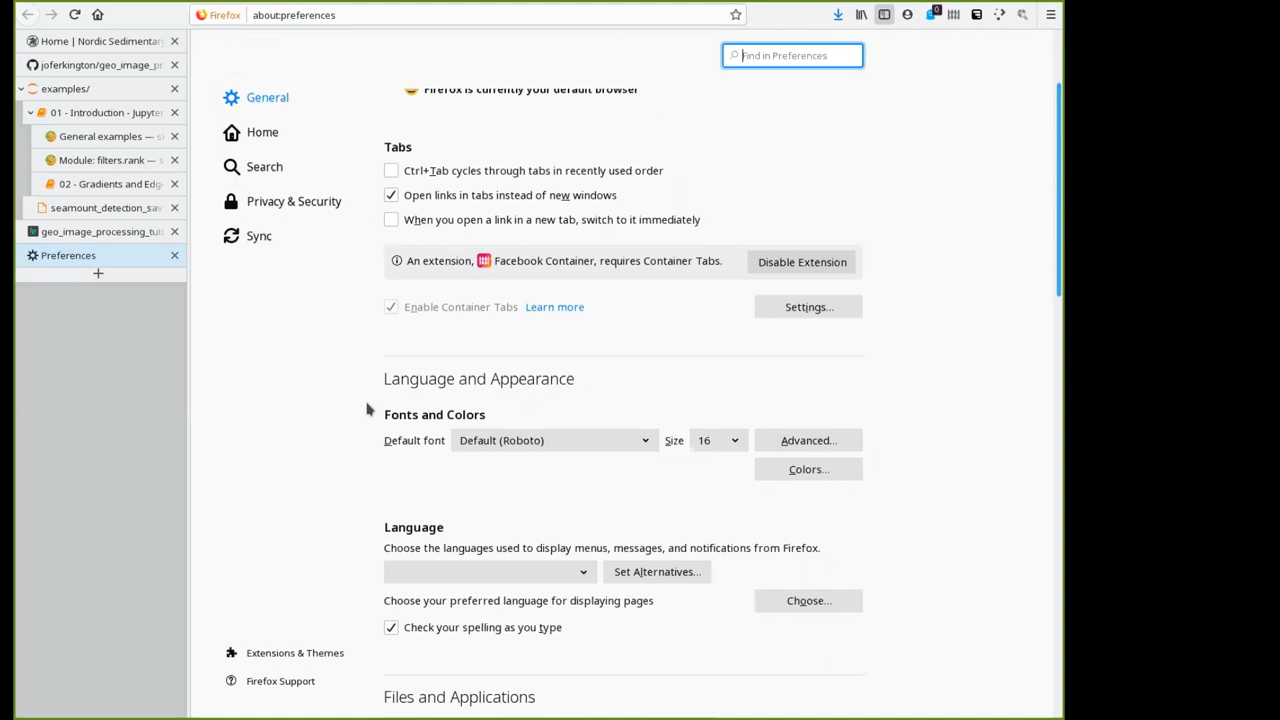 Firefox
about:preferences
0
Home | Nordic Sedimentar
joferkington/geo_image_pr
examples/
01 - Introduction - Jupyte
General examples — s
Module: filters.rank — s
02 - Gradients and Edg
seamount_detection_sav
geo_image_processing_tut
Preferences
Find in Preferences
General
Home
Search
Privacy & Security
Sync
Extensions & Themes
Firefox Support
Firefox is currently your default browser
Tabs
Ctrl+Tab cycles through tabs in recently used order
Open links in tabs instead of new windows
When you open a link in a new tab, switch to it immediately
An extension, Facebook Container, requires Container Tabs.
Disable Extension
Enable Container Tabs Learn more
Settings...
Language and Appearance
Fonts and Colors
Default font Default (Roboto) Size 16 Advanced...
Colors...
Language
Choose the languages used to display menus, messages, and notifications from Firefox.
Set Alternatives...
Choose your preferred language for displaying pages Choose...
Check your spelling as you type
Files and Applications